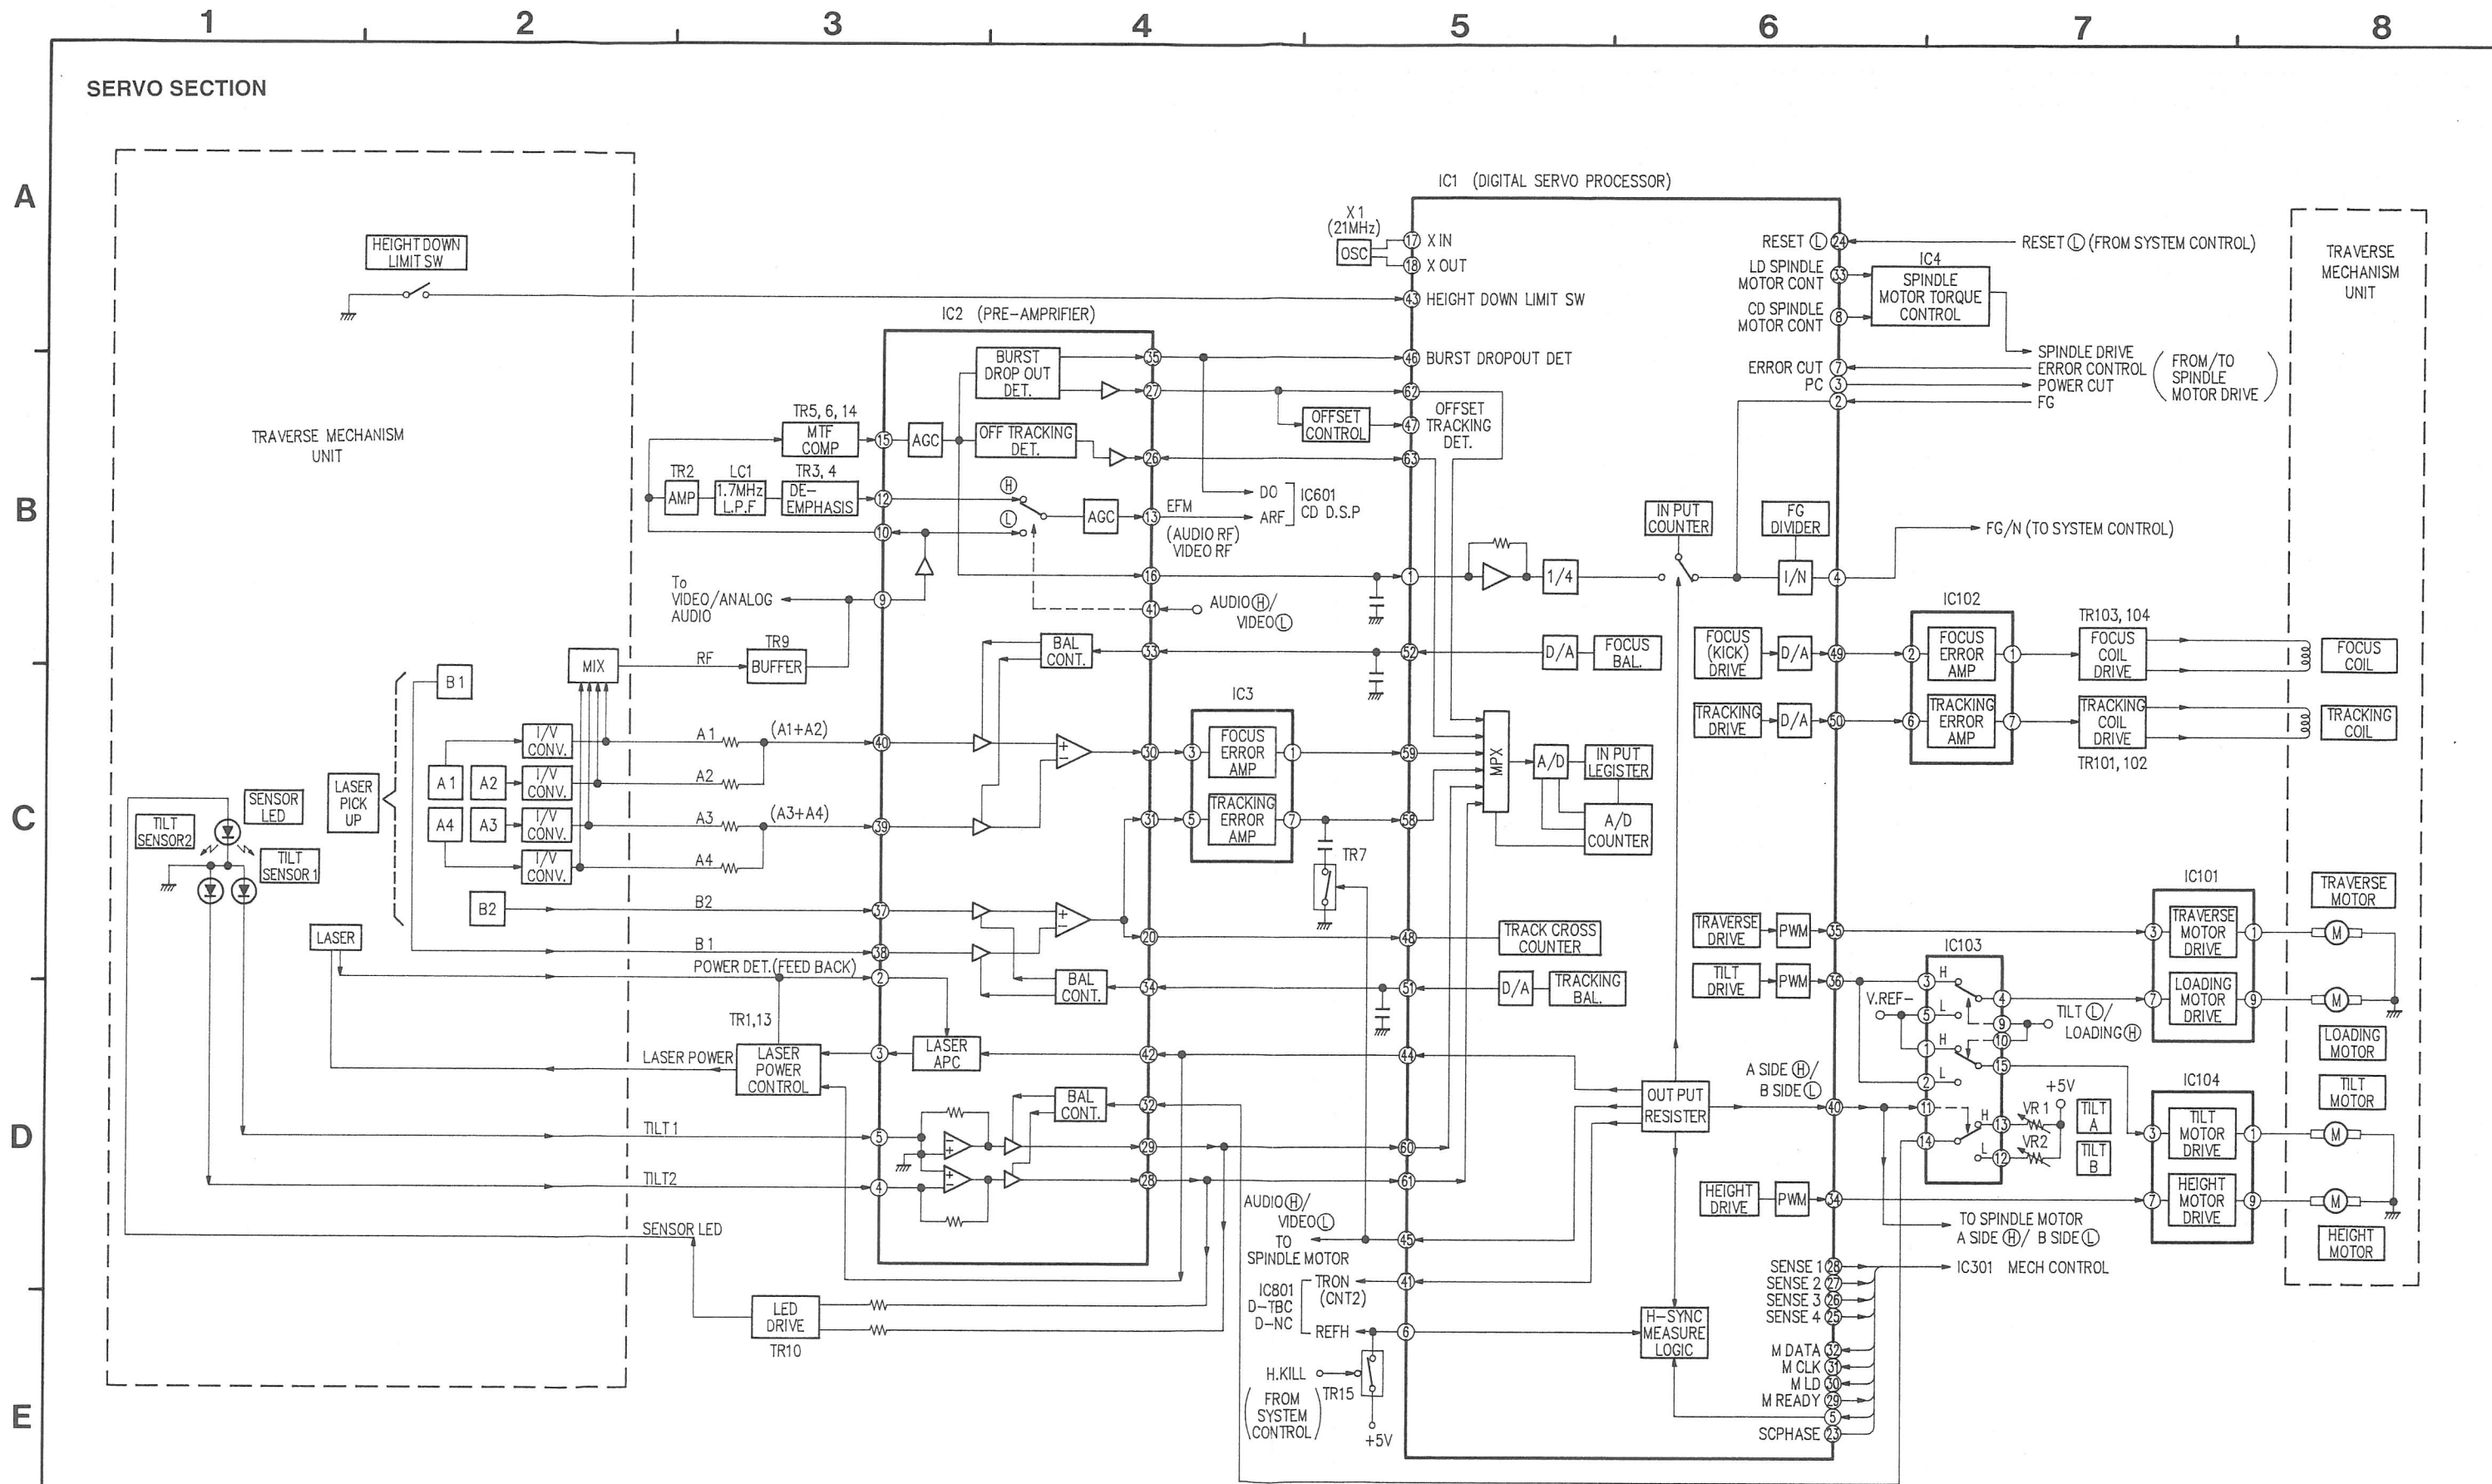 1 2 3 4 5 6 7 8
SERVO SECTION
A
B
C
D
E
HEIGHT DOWN
LIMIT SW
TRAVERSE MECHANISM
UNIT
TR5, 6, 14
MTF
COMP
TR2
AMP
LC1
1.7MHz
L.P.F
TR3, 4
DE-
EMPHASIS
To
VIDEO/ANALOG
AUDIO
MIX
RF
TR9
BUFFER
B1
I/V
CONV.
A1
(A1+A2)
A1
A2
I/V
CONV.
A2
LASER
PICK
UP
SENSOR
LED
TILT
SENSOR2
TILT
SENSOR1
A4
A3
I/V
CONV.
A3
(A3+A4)
I/V
CONV.
A4
B2
B2
LASER
B1
POWER DET.(FEED BACK)
TR1,13
LASER POWER
LASER
POWER
CONTROL
TILT1
TILT2
SENSOR LED
LED
DRIVE
TR10
IC2 (PRE-AMPRIFIER)
BURST
DROP OUT
DET.
35
27
15
AGC
OFF TRACKING
DET.
26
12
H
L
AGC
13
EFM
(AUDIO RF)
VIDEO RF
10
16
9
41
AUDIO H/
VIDEO L
BAL
CONT.
33
40
+
-
30
39
31
37
+
-
20
38
2
BAL
CONT.
34
3
LASER
APC
42
BAL
CONT.
32
5
-
+
29
4
+
-
28
DO
ARF
IC601
CD D.S.P
OFFSET
CONTROL
IC3
3
FOCUS
ERROR
AMP
1
5
TRACKING
ERROR
AMP
7
TR7
AUDIO H/
VIDEO L
TO
SPINDLE MOTOR
IC801
D-TBC
D-NC
TRON
(CNT2)
REFH
H.KILL
TR15
(FROM
SYSTEM
CONTROL)
+5V
IC1 (DIGITAL SERVO PROCESSOR)
X1
(21MHz)
OSC
17 X IN
18 X OUT
43 HEIGHT DOWN LIMIT SW
46 BURST DROPOUT DET
62
47
OFFSET
TRACKING
DET.
63
1
1/4
IN PUT
COUNTER
FG
DIVIDER
I/N
4
52
D/A
FOCUS
BAL.
FOCUS
(KICK)
DRIVE
D/A
49
TRACKING
DRIVE
D/A
50
59
MPX
A/D
IN PUT
LEGISTER
58
A/D
COUNTER
48
TRACK CROSS
COUNTER
TRAVERSE
DRIVE
PWM
35
51
D/A
TRACKING
BAL.
TILT
DRIVE
PWM
36
44
OUT PUT
RESISTER
A SIDE H/
B SIDE L
40
60
61
HEIGHT
DRIVE
PWM
34
45
41
6
H-SYNC
MEASURE
LOGIC
SENSE 1 28
SENSE 2 27
SENSE 3 26
SENSE 4 25
M DATA 32
M CLK 31
M LD 30
M READY 29
5
SCPHASE 23
RESET L 24
RESET L (FROM SYSTEM CONTROL)
LD SPINDLE
MOTOR CONT
33
CD SPINDLE
MOTOR CONT
8
IC4
SPINDLE
MOTOR TORQUE
CONTROL
ERROR CUT 7
PC 3
2
SPINDLE DRIVE
ERROR CONTROL
POWER CUT
FG
(FROM/TO
SPINDLE
MOTOR DRIVE)
FG/N (TO SYSTEM CONTROL)
IC102
2
FOCUS
ERROR
AMP
1
6
TRACKING
ERROR
AMP
7
TR103, 104
FOCUS
COIL
DRIVE
TRACKING
COIL
DRIVE
TR101, 102
IC103
3 H
V.REF-
5 L
4
9
10
TILT L/
LOADING H
1 H
2 L
15
11
14
H
13
L
12
+5V
VR1
TILT
A
VR2
TILT
B
TO SPINDLE MOTOR
A SIDE H/ B SIDE L
IC301 MECH CONTROL
IC101
3
TRAVERSE
MOTOR
DRIVE
1
7
LOADING
MOTOR
DRIVE
9
IC104
3
TILT
MOTOR
DRIVE
1
7
HEIGHT
MOTOR
DRIVE
9
TRAVERSE
MECHANISM
UNIT
FOCUS
COIL
TRACKING
COIL
TRAVERSE
MOTOR
M
M
LOADING
MOTOR
TILT
MOTOR
M
M
HEIGHT
MOTOR